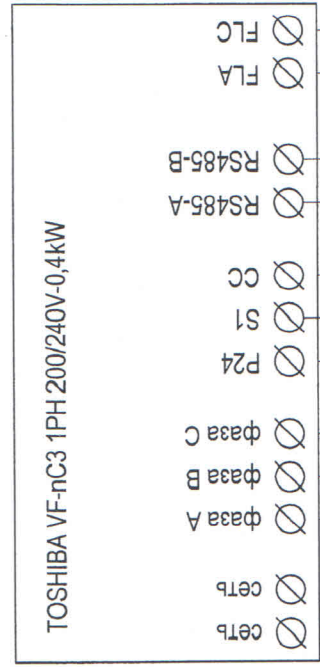 TOSHIBA VF-nC3 1PH 200/240V-0,4kW
FLC
FLA
RS485-B
RS485-A
CC
S1
P24
фаза C
фаза B
фаза A
сеть
сеть